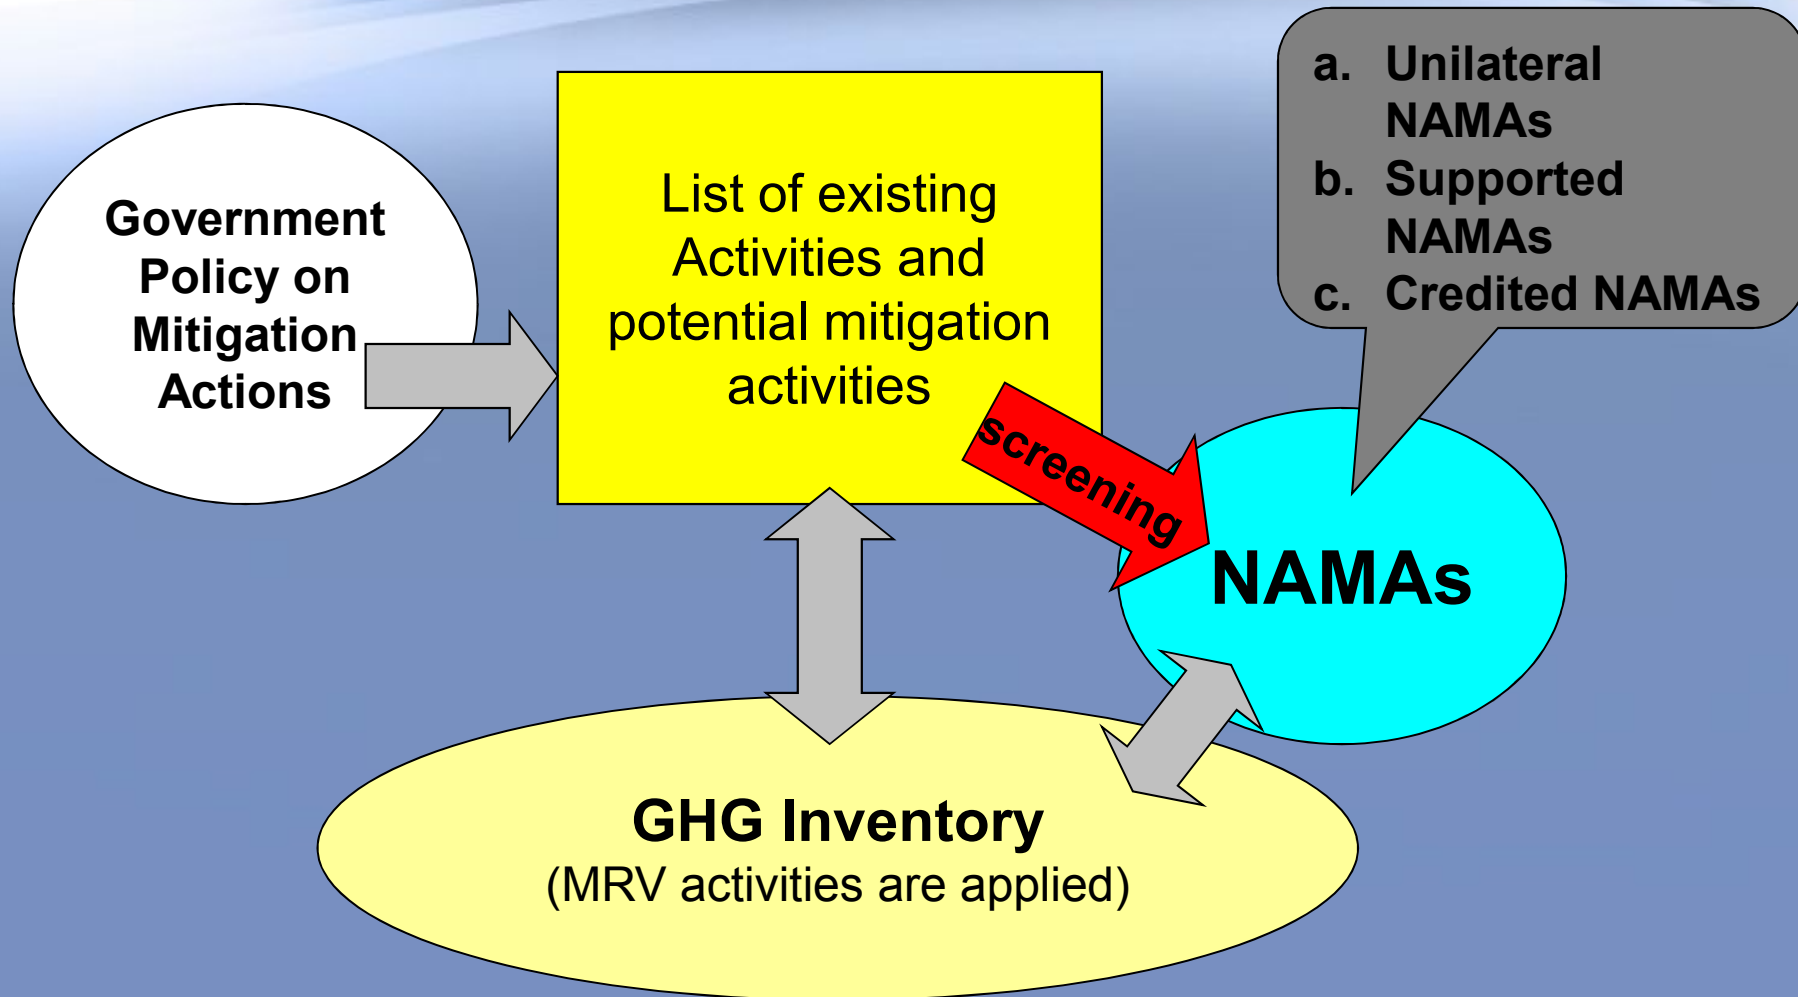 Government
Policy on
Mitigation
Actions
List of existing
Activities and
potential mitigation
activities
a. Unilateral
NAMAs
b. Supported
NAMAs
c. Credited NAMAs
screening
NAMAs
GHG Inventory
(MRV activities are applied)